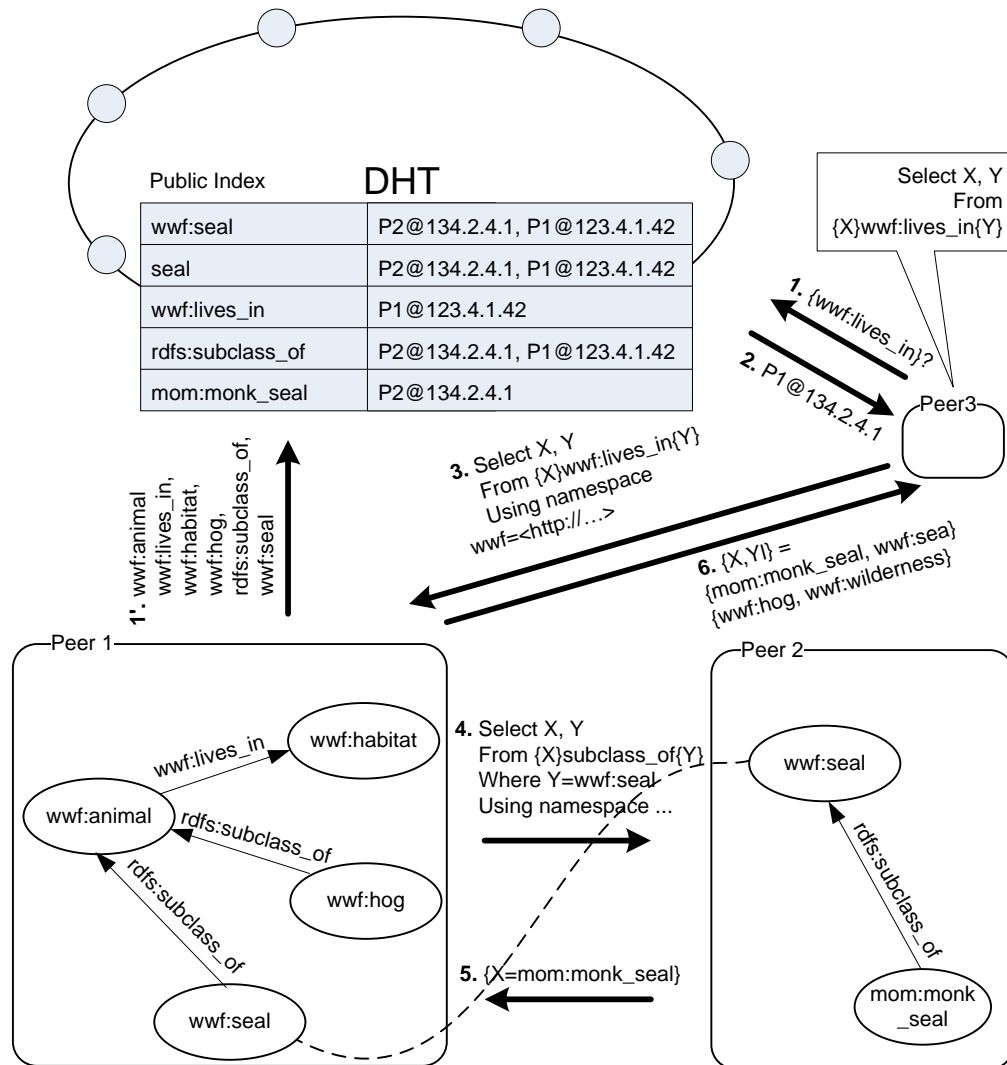 Public Index
DHT
wwf:seal
P2@134.2.4.1, P1@123.4.1.42
seal
P2@134.2.4.1, P1@123.4.1.42
wwf:lives_in
P1@123.4.1.42
rdfs:subclass_of
P2@134.2.4.1, P1@123.4.1.42
mom:monk_seal
P2@134.2.4.1
Select X, Y
From
{X}wwf:lives_in{Y}
1. {wwf:lives_in}?
2. P1@134.2.4.1
Peer3
1'. wwf:animal
wwf:lives_in,
wwf:habitat,
wwf:hog,
rdfs:subclass_of,
wwf:seal
3. Select X, Y
From {X}wwf:lives_in{Y}
Using namespace
wwf=<http://…>
6. {X,Y|} =
{mom:monk_seal, wwf:sea}
{wwf:hog, wwf:wilderness}
Peer 1
wwf:lives_in
wwf:habitat
wwf:animal
rdfs:subclass_of
wwf:hog
rdfs:subclass_of
wwf:seal
4. Select X, Y
From {X}subclass_of{Y}
Where Y=wwf:seal
Using namespace ...
5. {X=mom:monk_seal}
Peer 2
wwf:seal
rdfs:subclass_of
mom:monk
_seal